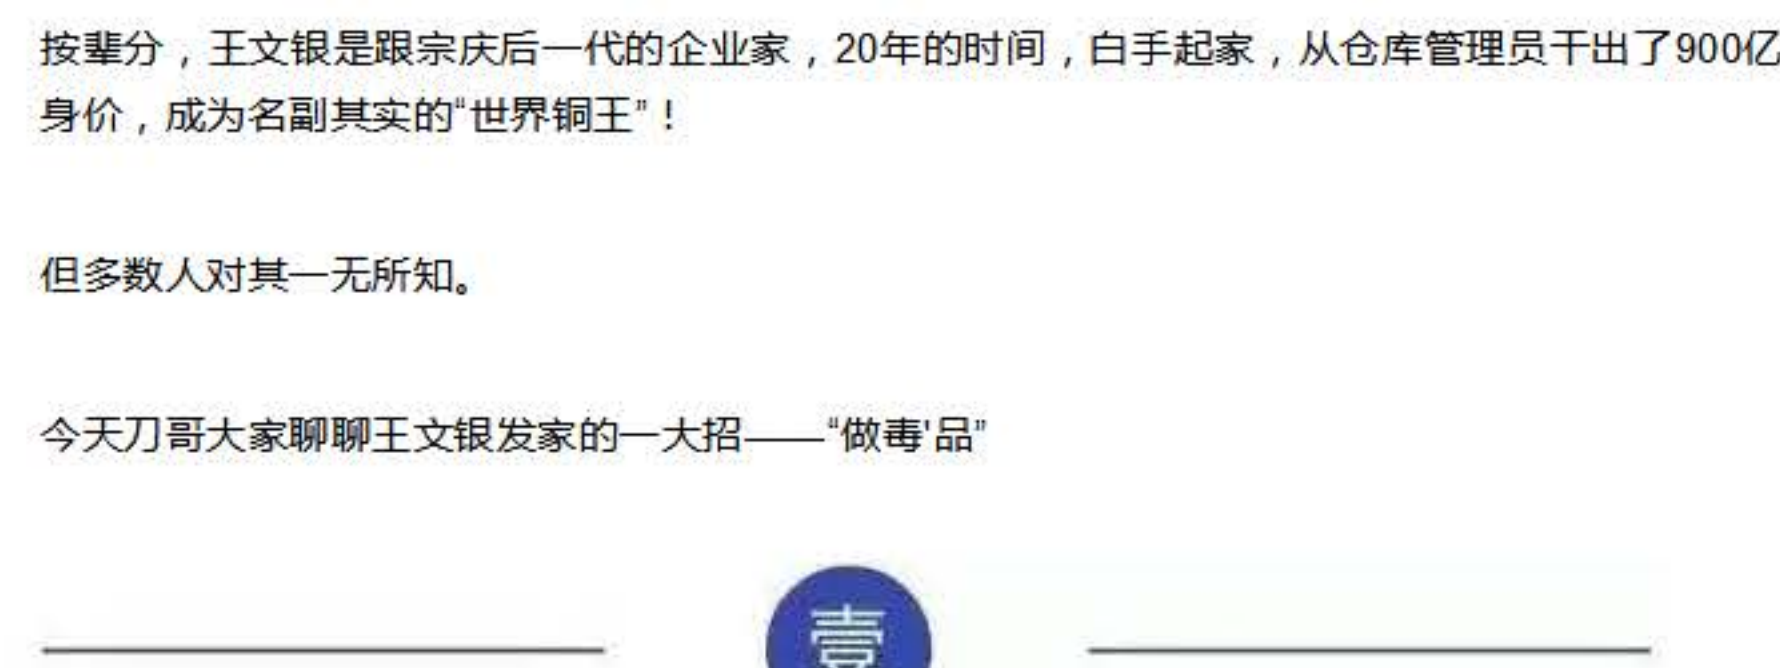 按辈分，王文银是跟宗庆后一代的企业家，20年的时间，白手起家，从仓库管理员干出了900亿
身价，成为名副其实的“世界铜王”！
但多数人对其一无所知。
今天刀哥大家聊聊王文银发家的一大招——“做毒'品”
壹